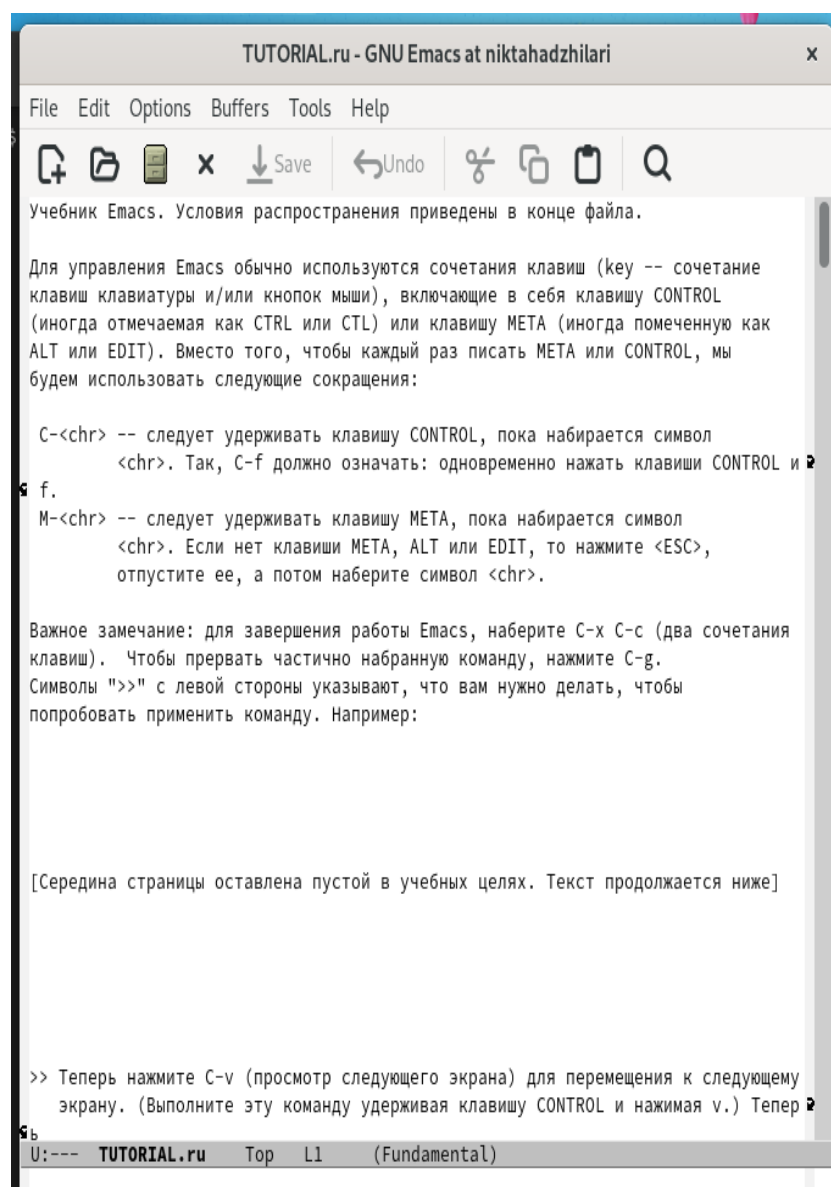 TUTORIAL.ru - GNU Emacs at niktahadzhilari x
File Edit Options Buffers Tools Help
Save Undo
Учебник Emacs. Условия распространения приведены в конце файла.
Для управления Emacs обычно используются сочетания клавиш (key -- сочетание
клавиш клавиатуры и/или кнопок мыши), включающие в себя клавишу CONTROL
(иногда отмечаемая как CTRL или CTL) или клавишу META (иногда помеченную как
ALT или EDIT). Вместо того, чтобы каждый раз писать META или CONTROL, мы
будем использовать следующие сокращения:
C-<chr> -- следует удерживать клавишу CONTROL, пока набирается символ
<chr>. Так, C-f должно означать: одновременно нажать клавиши CONTROL и
f.
M-<chr> -- следует удерживать клавишу META, пока набирается символ
<chr>. Если нет клавиши META, ALT или EDIT, то нажмите <ESC>,
отпустите ее, а потом наберите символ <chr>.
Важное замечание: для завершения работы Emacs, наберите C-x C-c (два сочетания
клавиш).  Чтобы прервать частично набранную команду, нажмите C-g.
Символы ">>" с левой стороны указывают, что вам нужно делать, чтобы
попробовать применить команду. Например:
[Середина страницы оставлена пустой в учебных целях. Текст продолжается ниже]
>> Теперь нажмите C-v (просмотр следующего экрана) для перемещения к следующему
экрану. (Выполните эту команду удерживая клавишу CONTROL и нажимая v.) Тепер
ь
U:--- TUTORIAL.ru Top L1 (Fundamental)